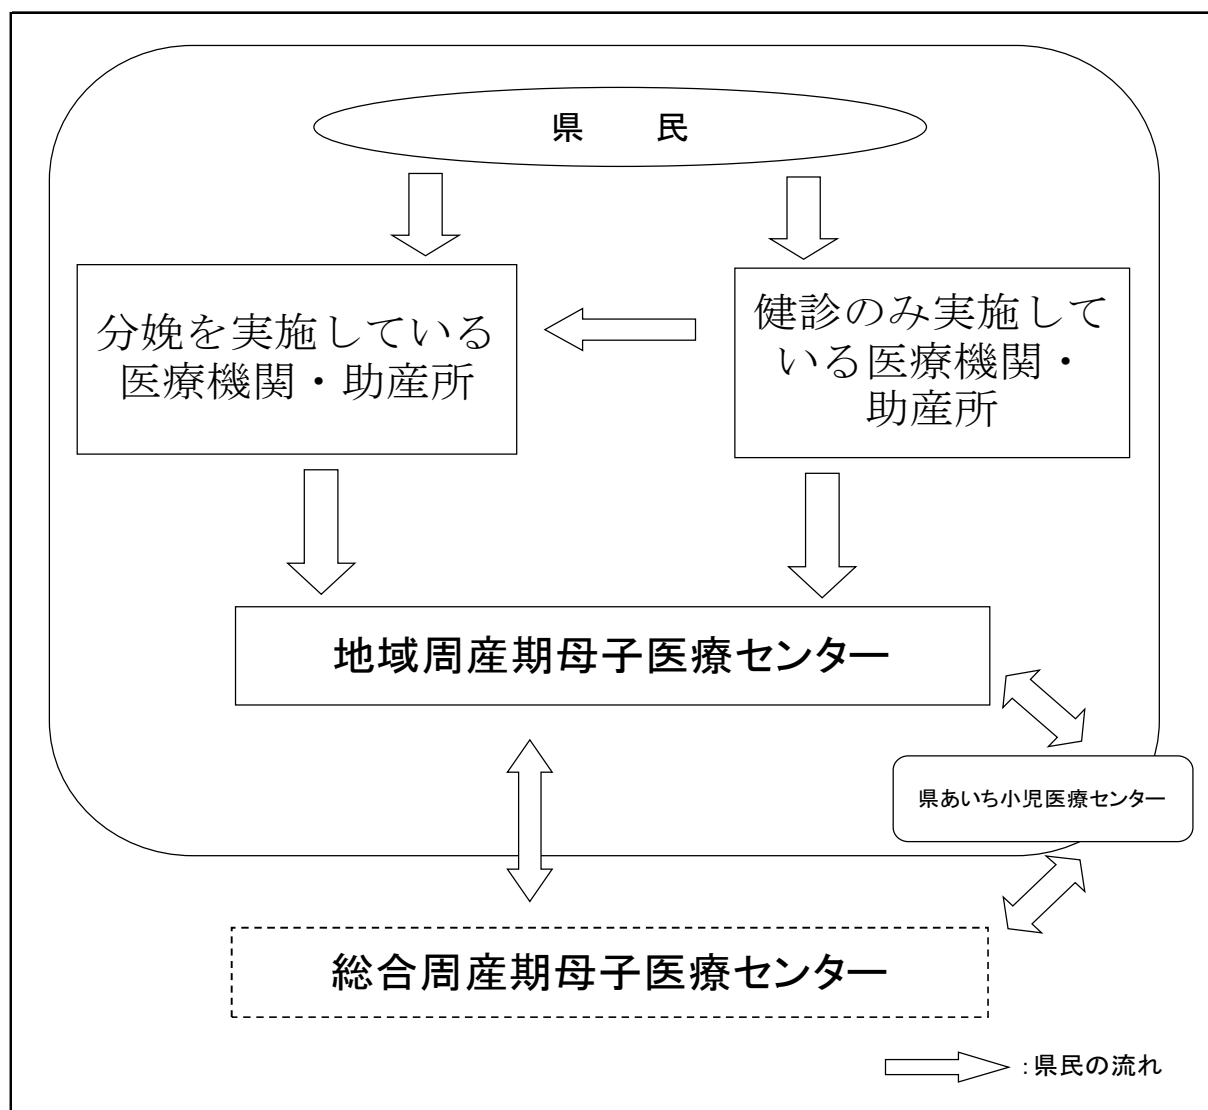 県　　民
分娩を実施している
医療機関・助産所
健診のみ実施して
いる医療機関・
助産所
地域周産期母子医療センター
県あいち小児医療センター
総合周産期母子医療センター
：県民の流れ